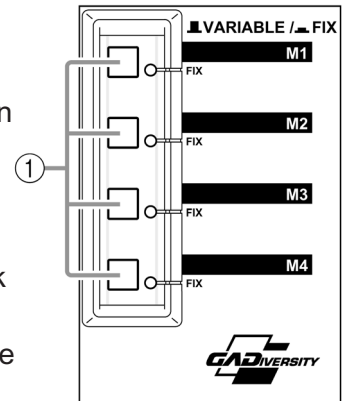 VARIABLE / FIX
M1
FIX
n
M2
FIX
1
M3
FIX
M4
k
FIX
e
GADIVERSITY